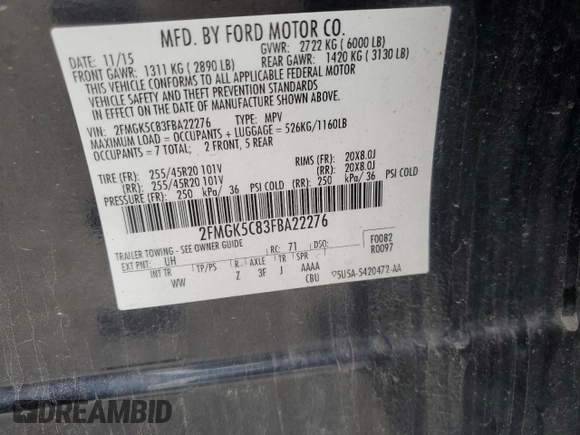 MFD. BY FORD MOTOR CO.
DATE: 11/15 GVWR: 2722 KG ( 6000 LB)
FRONT GAWR: 1311 KG ( 2890 LB) REAR GAWR: 1420 KG ( 3130 LB)
THIS VEHICLE CONFORMS TO ALL APPLICABLE FEDERAL MOTOR
VEHICLE SAFETY AND THEFT PREVENTION STANDARDS
IN EFFECT ON THE DATE OF MANUFACTURE SHOWN ABOVE.
VIN: 2FMGK5C83FBA22276 TYPE: MPV
MAXIMUM LOAD = OCCUPANTS + LUGGAGE = 526KG/1160LB
OCCUPANTS = 7 TOTAL; 2 FRONT, 5 REAR
TIRE (FR): 255/45R20 101V RIMS (FR): 20X8.0J
(RR): 255/45R20 101V (RR): 20X8.0J
PRESSURE (FR): 250 kPa/ 36 PSI COLD (RR): 250 kPa/ 36 PSI COLD
2FMGK5C83FBA22276
TRAILER TOWING - SEE OWNER GUIDE
EXT PNT: UH RC: 71 DSO: F0082
R0097
INT TR TP/PS R AXLE TR SPR
WW Z 3F J AAAA
CBU 5U5A-5420472-AA
DREAMBID